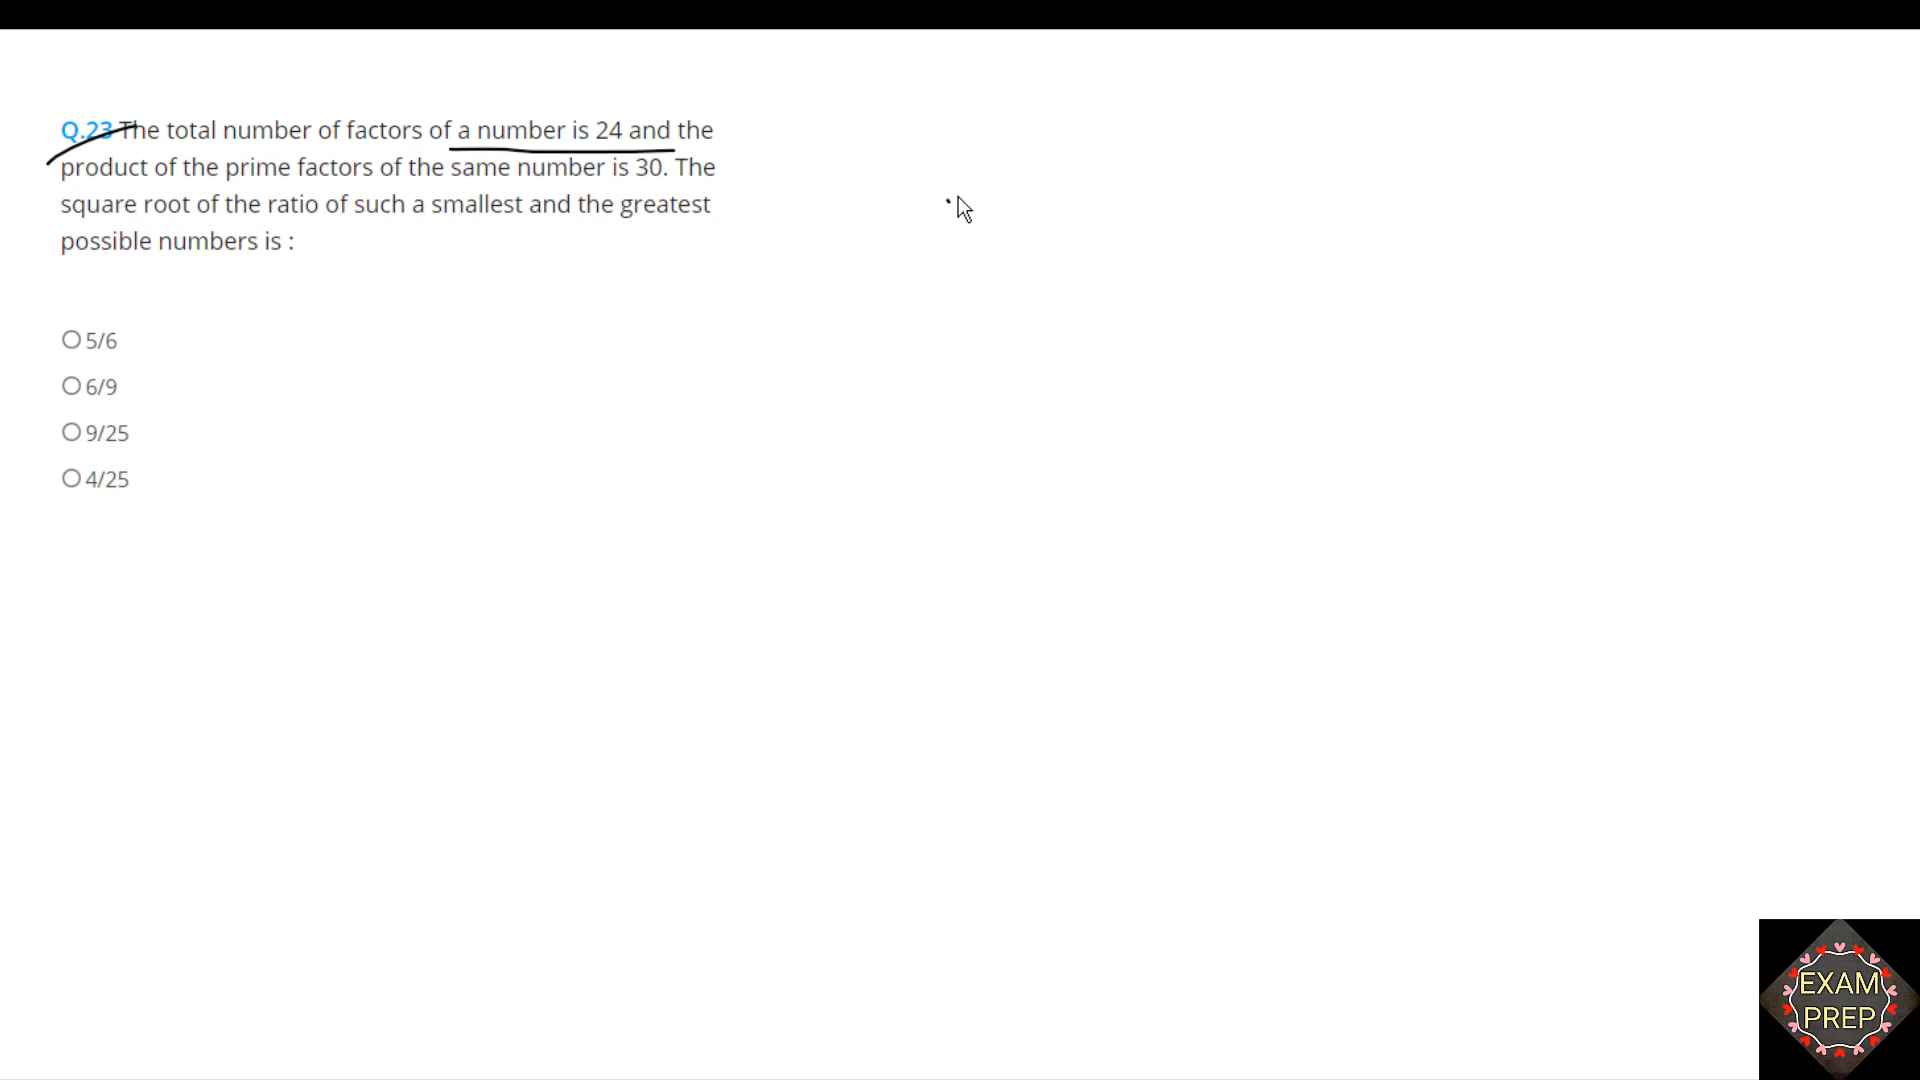 Q.23 The total number of factors of a number is 24 and the
product of the prime factors of the same number is 30. The
square root of the ratio of such a smallest and the greatest
possible numbers is :
5/6
6/9
9/25
4/25
EXAM
PREP